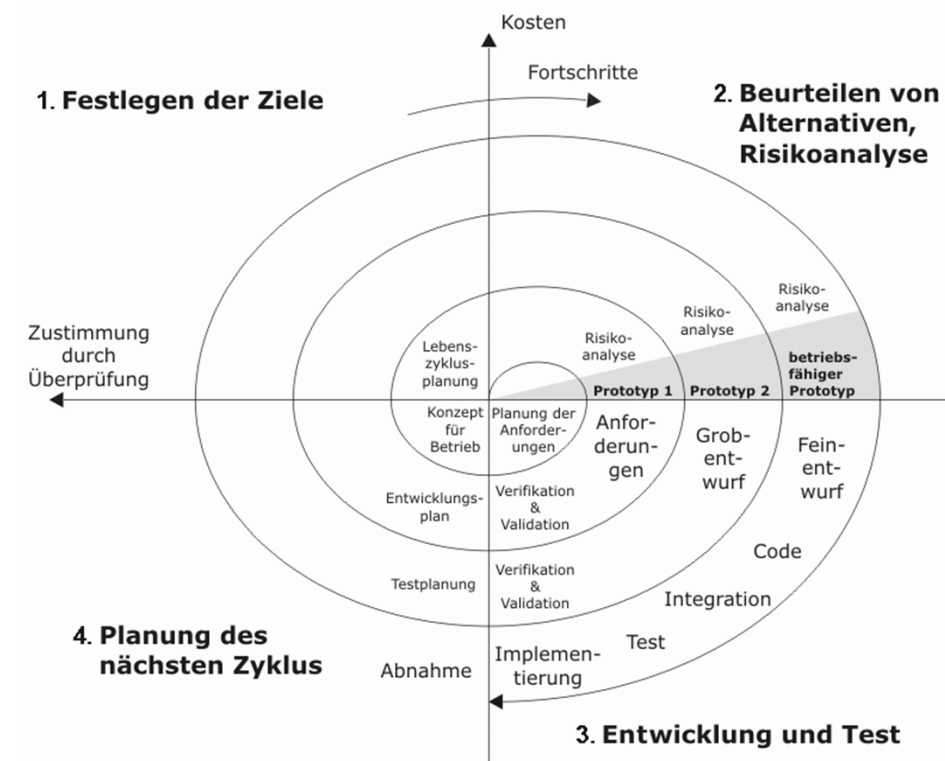 Kosten
Fortschritte
1. Festlegen der Ziele
2. Beurteilen von
Alternativen,
Risikoanalyse
Risiko-
analyse
Risiko-
analyse
Risiko-
analyse
Zustimmung
durch
Überprüfung
Lebens-
zyklus-
planung
betriebs-
fähiger
Prototyp
Prototyp 1
Prototyp 2
Konzept
für
Betrieb
Planung der
Anforder-
ungen
Anfor-
derun-
gen
Grob-
ent-
wurf
Fein-
ent-
wurf
Entwicklungs-
plan
Verifikation
&
Validation
Code
Testplanung
Verifikation
&
Validation
Integration
4. Planung des
nächsten Zyklus
Abnahme
Implemen-
tierung
Test
3. Entwicklung und Test